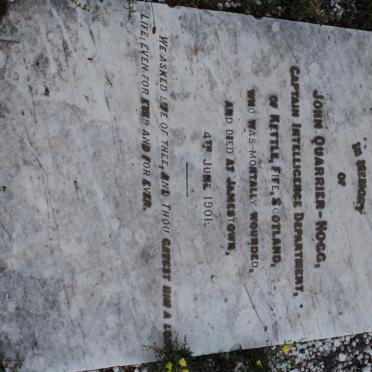 IN MEMORY
OF
JOHN QUARRIER-HOGG,
CAPTAIN INTELLIGENCE DEPARTMENT,
OF KETTLE, FIFE, SCOTLAND,
WHO WAS MORTALLY WOUNDED,
AND DIED AT JAMESTOWN,
4TH JUNE 1901.
WE ASKED LIFE OF THEE, AND THOU GAVEST HIM A
LIFE; EVEN FOR EVER AND FOR EVER.